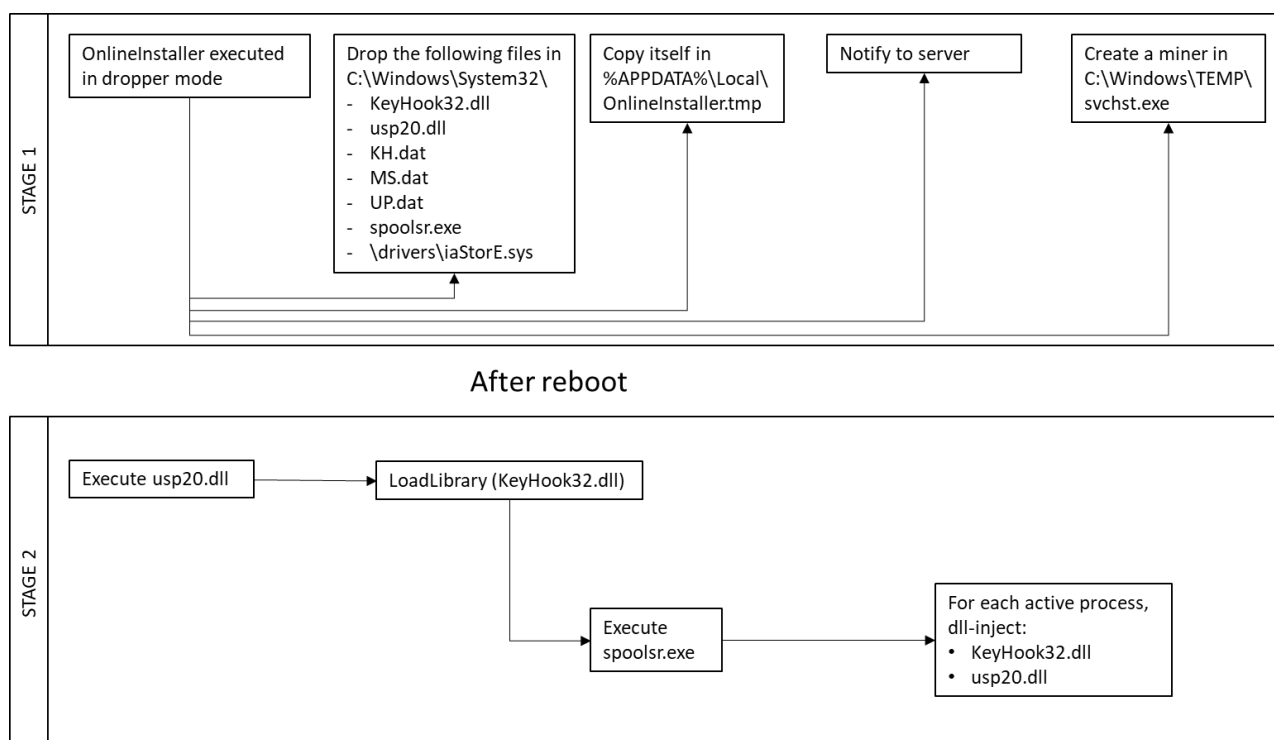 STAGE 1
OnlineInstaller executed
in dropper mode
Drop the following files in
C:\Windows\System32\
- KeyHook32.dll
- usp20.dll
- KH.dat
- MS.dat
- UP.dat
- spoolsr.exe
- \drivers\iaStorE.sys
Copy itself in
%APPDATA%\Local\
OnlineInstaller.tmp
Notify to server
Create a miner in
C:\Windows\TEMP\
svchst.exe
After reboot
STAGE 2
Execute usp20.dll
LoadLibrary (KeyHook32.dll)
Execute
spoolsr.exe
For each active process,
dll-inject:
• KeyHook32.dll
• usp20.dll